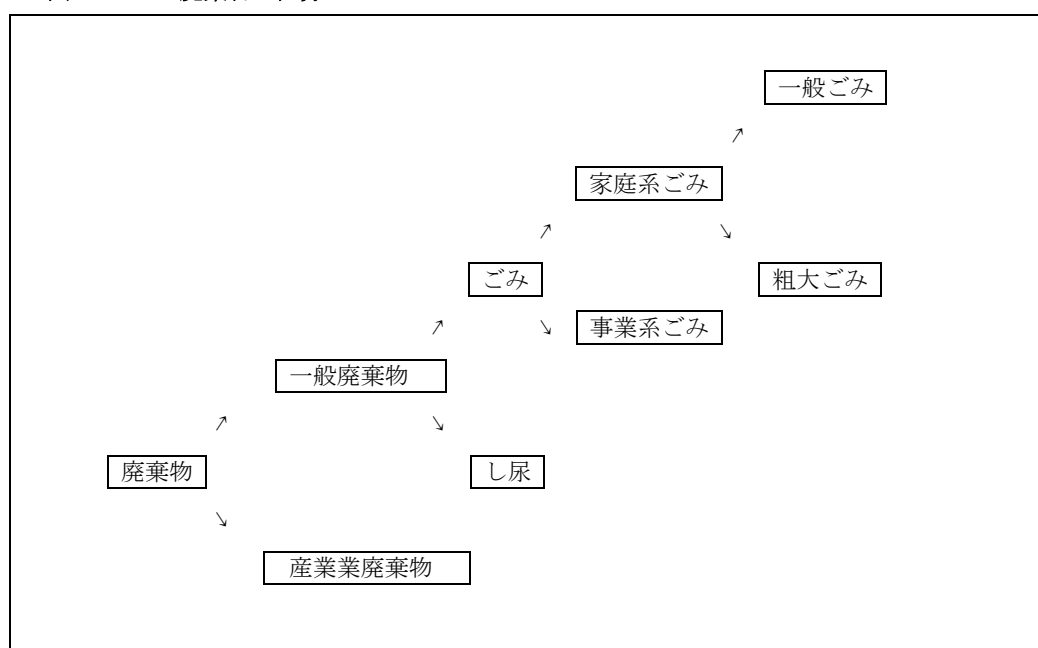 一般ごみ
↗
家庭系ごみ
↗ ↘
ごみ 粗大ごみ
↗ ↘ 事業系ごみ
一般廃棄物
↗ ↘
廃棄物 し尿
↘
産業業廃棄物